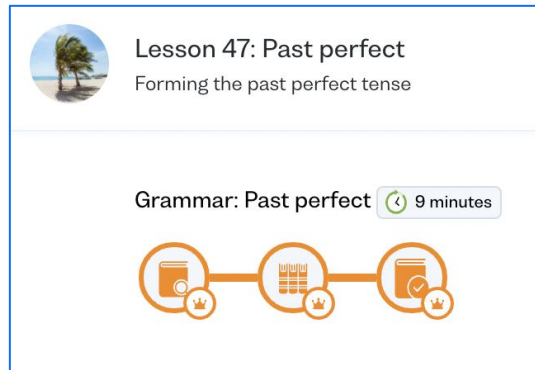 Lesson 47: Past perfect
Forming the past perfect tense
Grammar: Past perfect 9 minutes